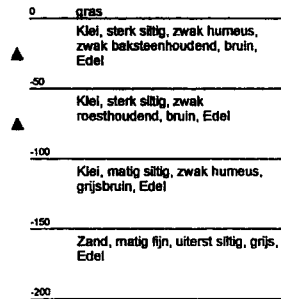 0 gras
Klei, sterk siltig, zwak humeus,
zwak baksteenhoudend, bruin,
Edel
-50
Klei, sterk siltig, zwak
roesthoudend, bruin, Edel
-100
Klei, matig siltig, zwak humeus,
grijsbruin, Edel
-150
Zand, matig fijn, uiterst siltig, grijs,
Edel
-200